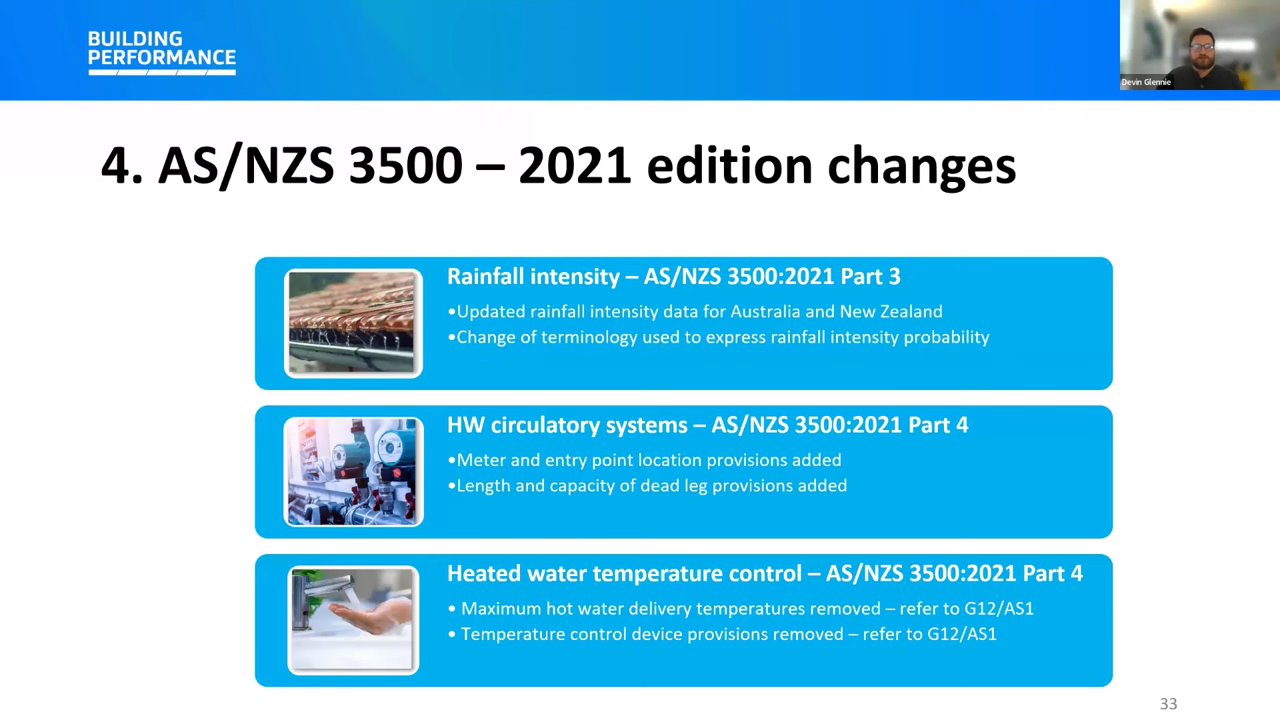 BUILDING
PERFORMANCE
Devin Glennie
4. AS/NZS 3500 – 2021 edition changes
Rainfall intensity – AS/NZS 3500:2021 Part 3
•Updated rainfall intensity data for Australia and New Zealand
•Change of terminology used to express rainfall intensity probability
HW circulatory systems – AS/NZS 3500:2021 Part 4
•Meter and entry point location provisions added
•Length and capacity of dead leg provisions added
Heated water temperature control – AS/NZS 3500:2021 Part 4
• Maximum hot water delivery temperatures removed – refer to G12/AS1
• Temperature control device provisions removed – refer to G12/AS1
33